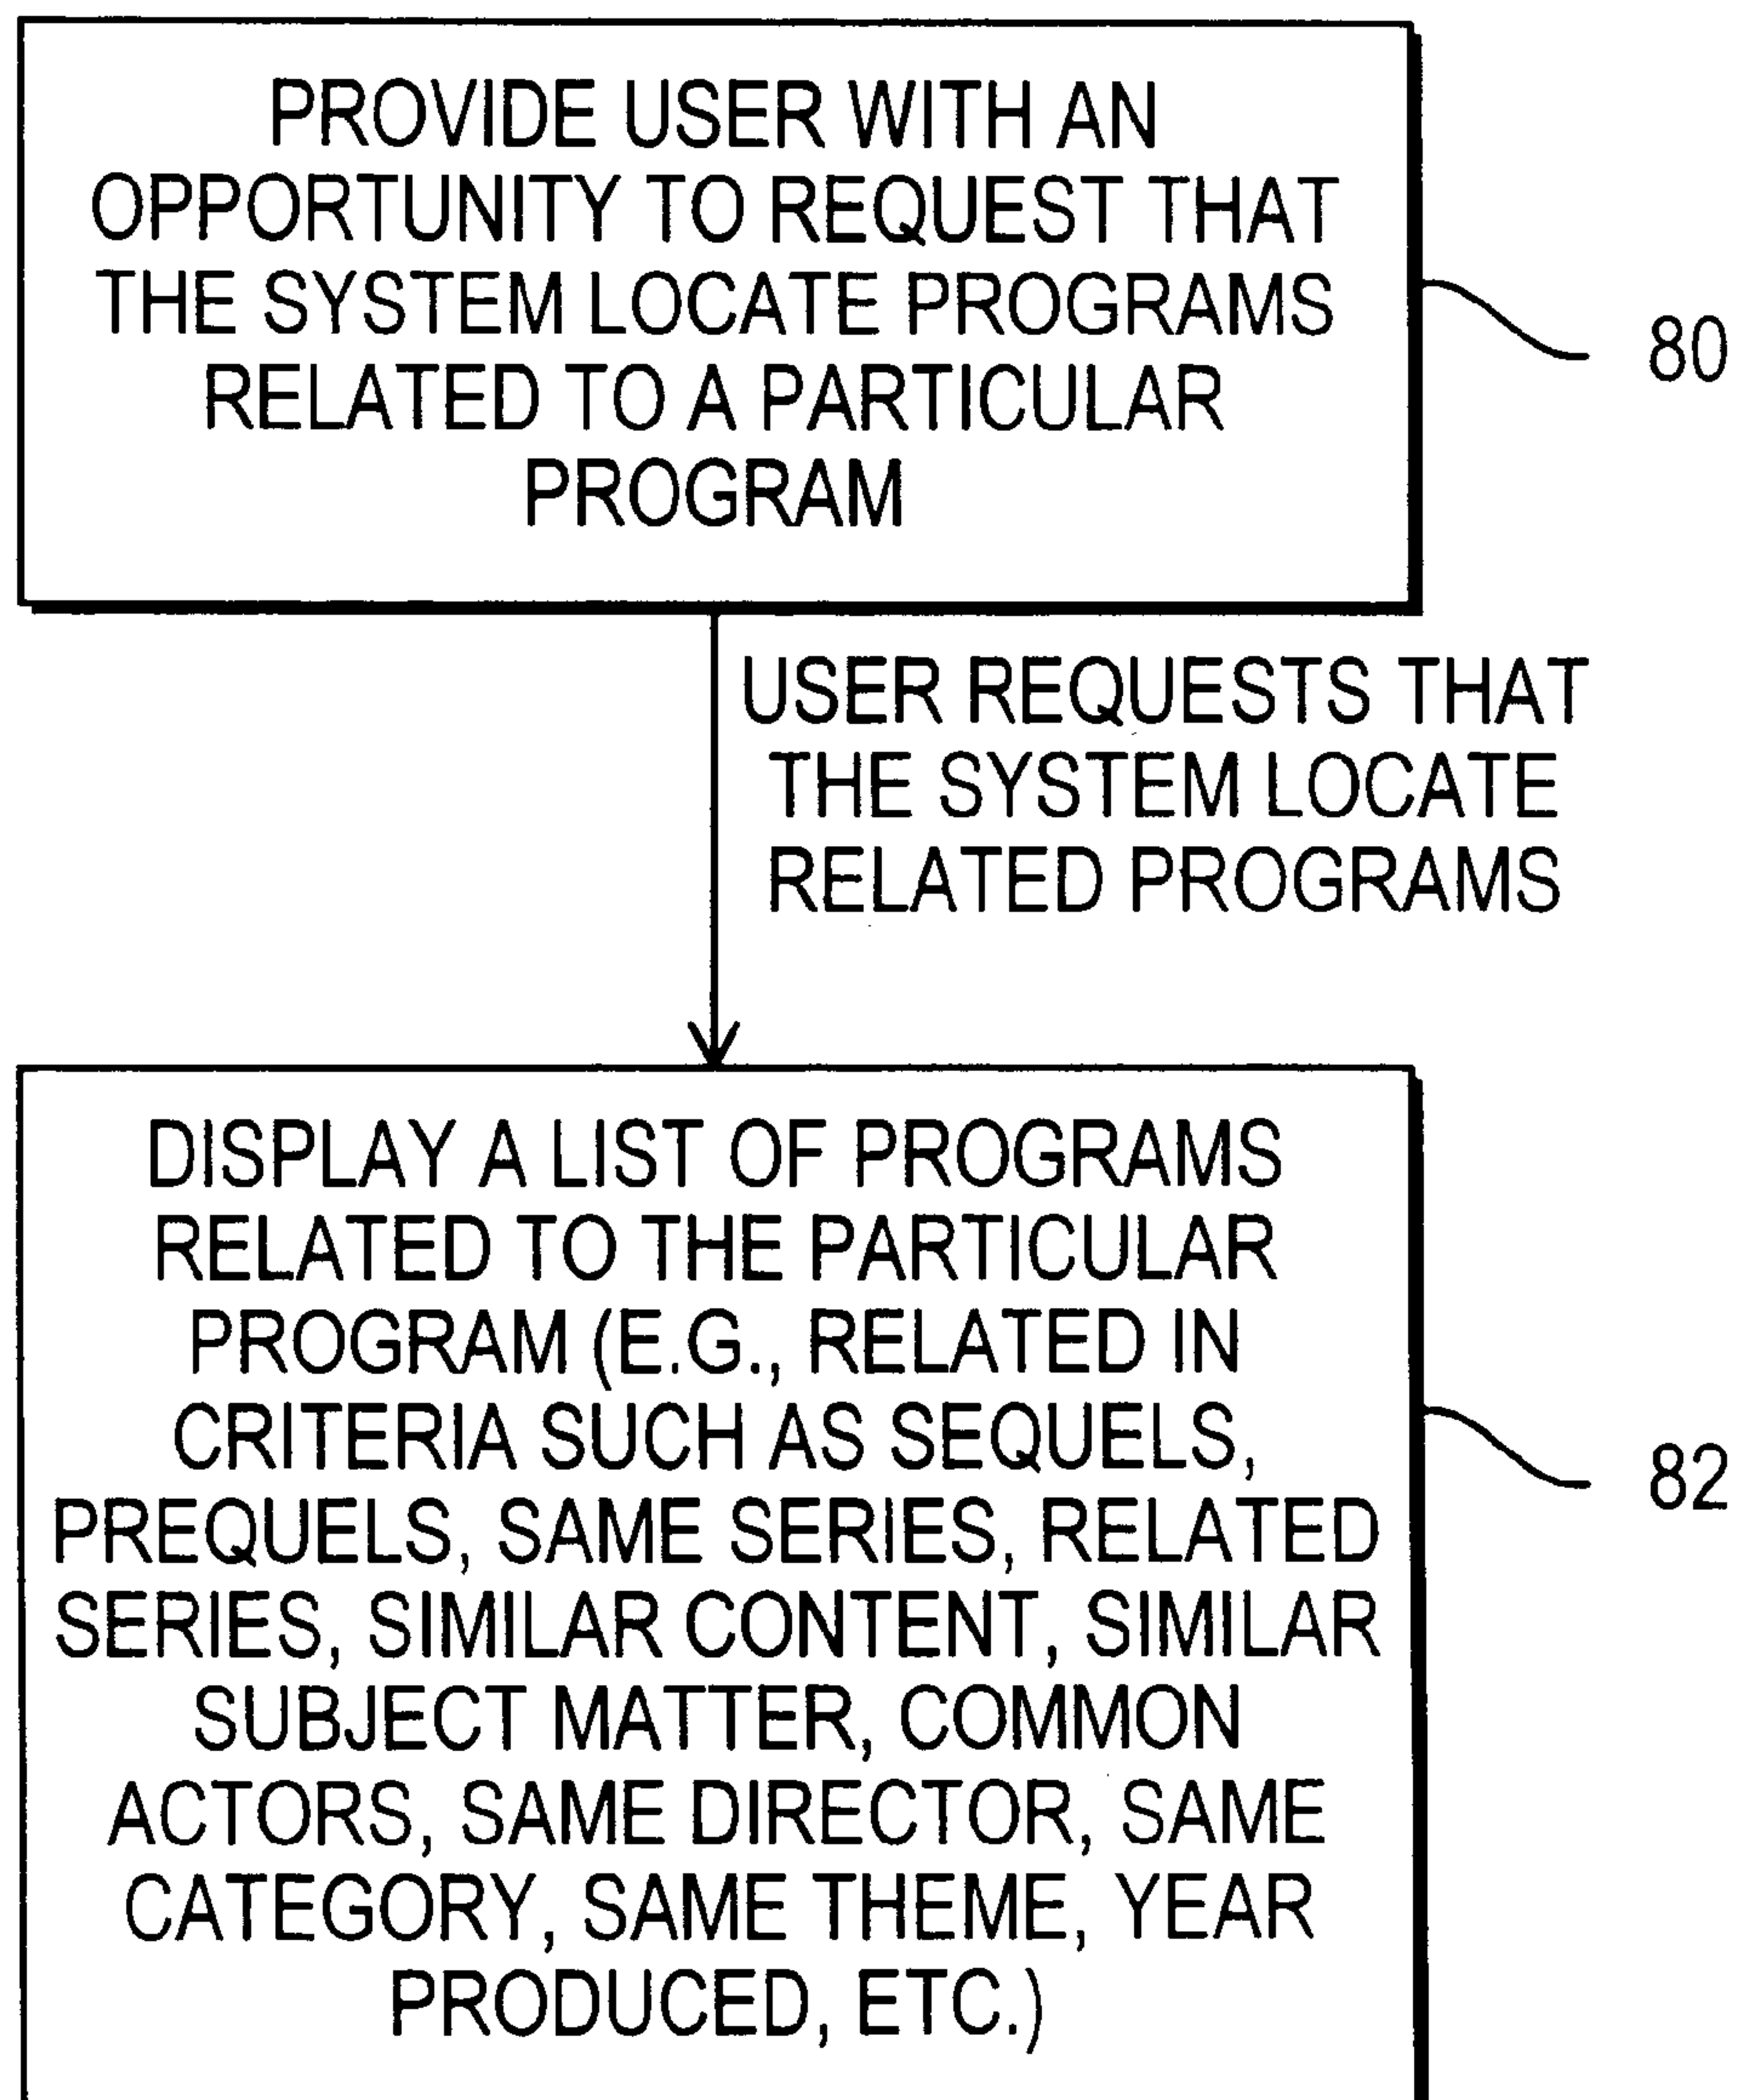 PROVIDE USER WITH AN
OPPORTUNITY TO REQUEST THAT
THE SYSTEM LOCATE PROGRAMS
RELATED TO A PARTICULAR
PROGRAM
80
USER REQUESTS THAT
THE SYSTEM LOCATE
RELATED PROGRAMS
DISPLAY A LIST OF PROGRAMS
RELATED TO THE PARTICULAR
PROGRAM (E.G., RELATED IN
CRITERIA SUCH AS SEQUELS,
PREQUELS, SAME SERIES, RELATED
SERIES, SIMILAR CONTENT, SIMILAR
SUBJECT MATTER, COMMON
ACTORS, SAME DIRECTOR, SAME
CATEGORY, SAME THEME, YEAR
PRODUCED, ETC.)
82